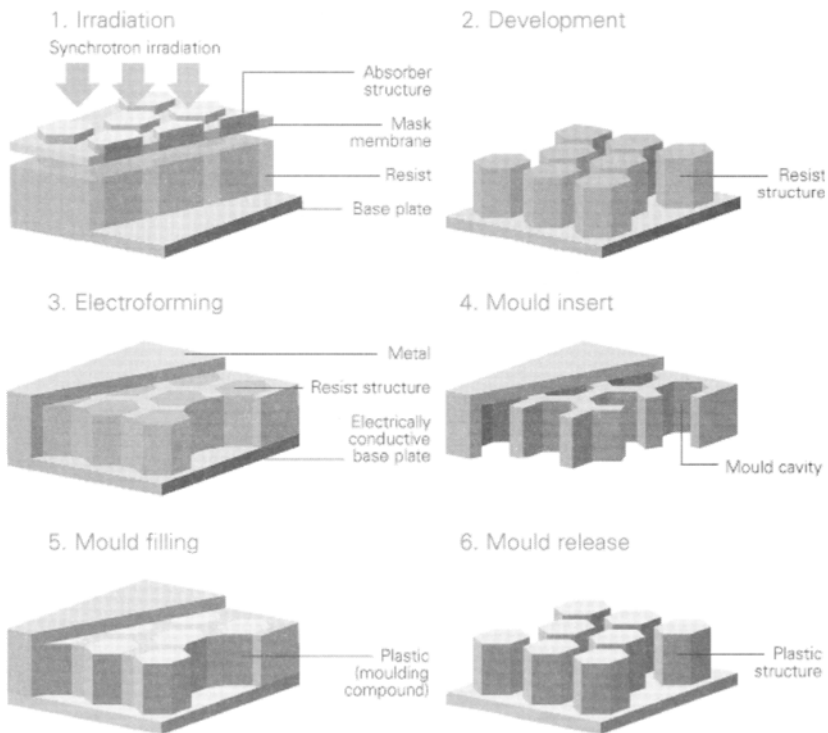 1. Irradiation
Synchrotron irradiation
Absorber
structure
Mask
membrane
Resist
Base plate
2. Development
Resist
structure
3. Electroforming
Metal
Resist structure
Electrically
conductive
base plate
4. Mould insert
Mould cavity
5. Mould filling
Plastic
(moulding
compound)
6. Mould release
Plastic
structure